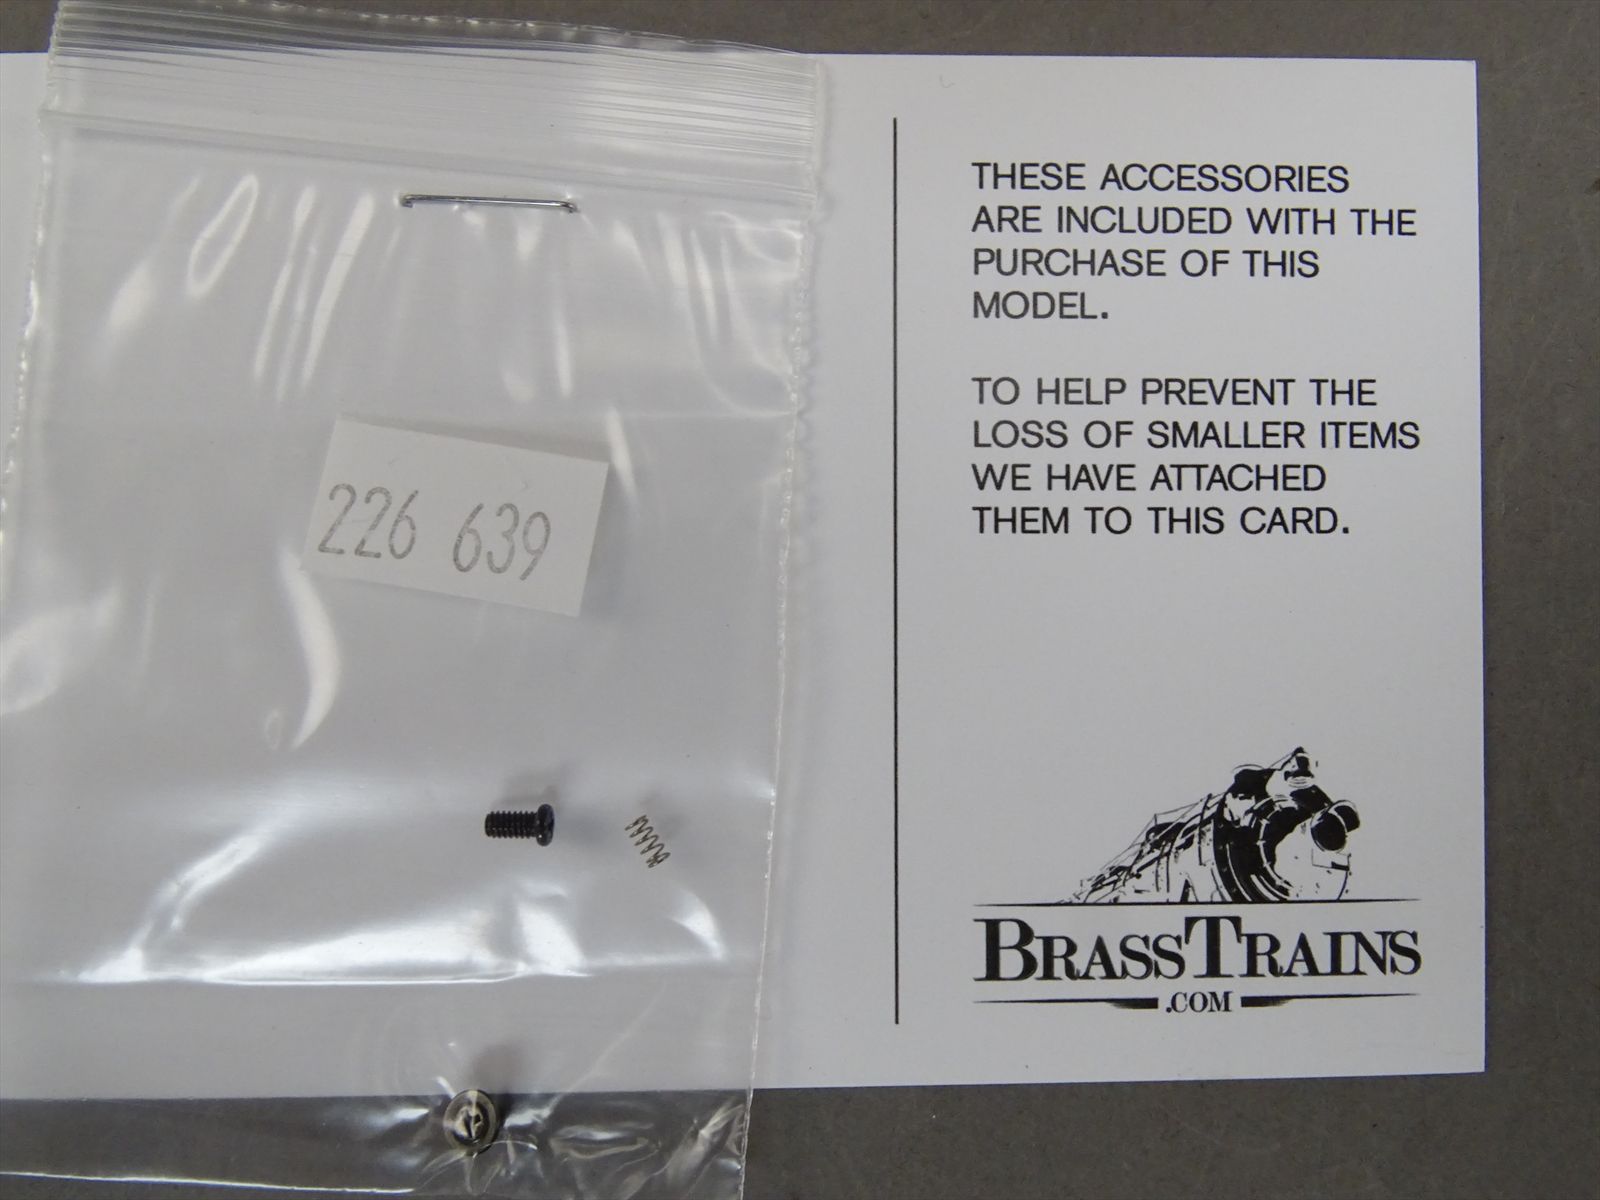 226 639
THESE ACCESSORIES
ARE INCLUDED WITH THE
PURCHASE OF THIS
MODEL.
TO HELP PREVENT THE
LOSS OF SMALLER ITEMS
WE HAVE ATTACHED
THEM TO THIS CARD.
BRASSTRAINS
.COM